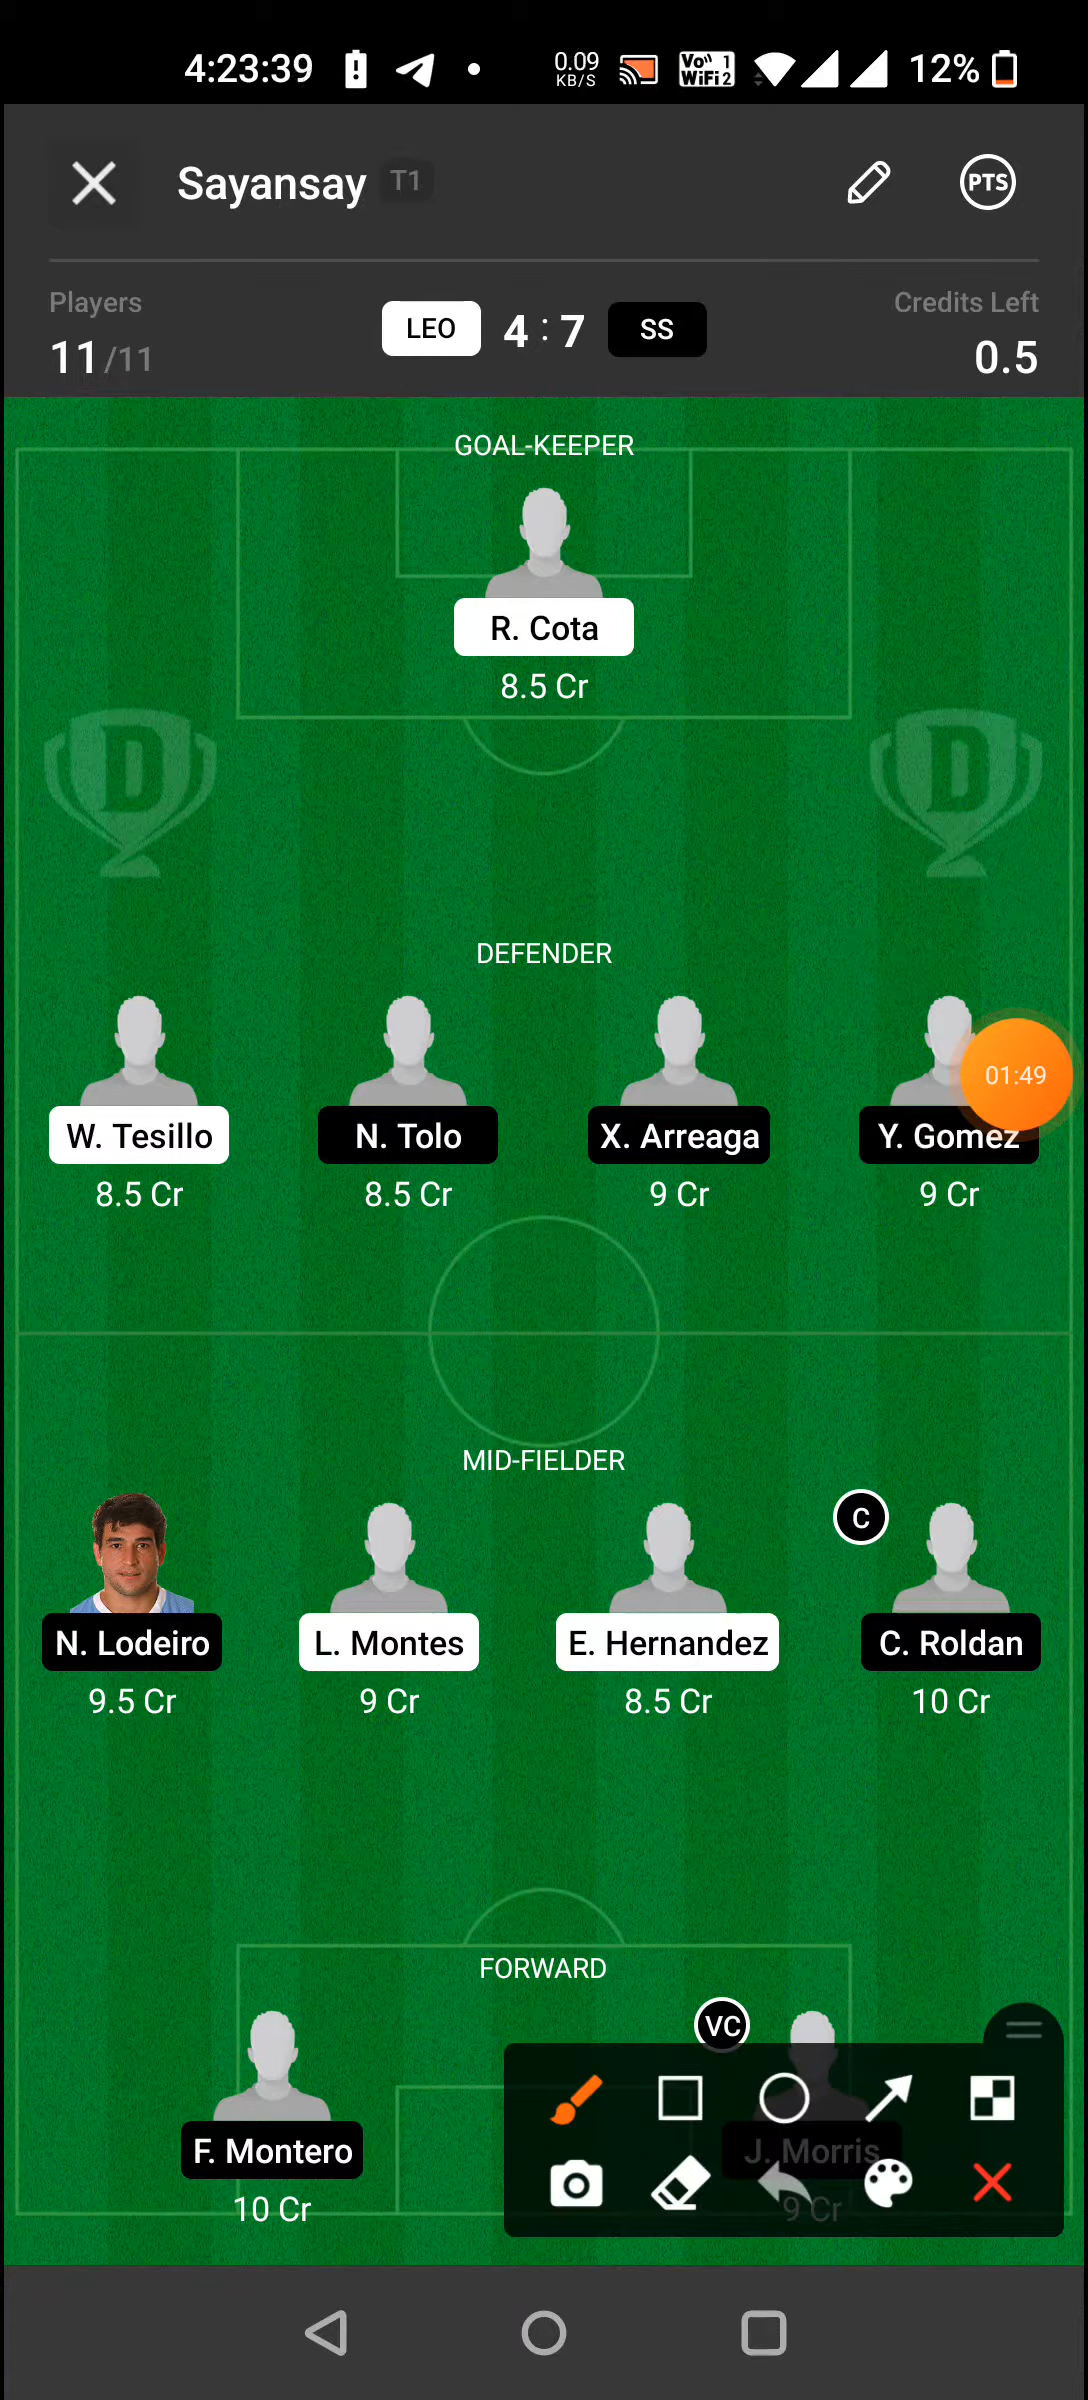 4:23:39 0.09 KB/S Vo 1 WiFi 2 12%
Sayansay T1 PTS
Players Credits Left
LEO 4 : 7 SS
11/11 0.5
GOAL-KEEPER
R. Cota
8.5 Cr
D D
DEFENDER
01:49
W. Tesillo N. Tolo X. Arreaga Y. Gomez
8.5 Cr 8.5 Cr 9 Cr 9 Cr
MID-FIELDER
C
N. Lodeiro L. Montes E. Hernandez C. Roldan
9.5 Cr 9 Cr 8.5 Cr 10 Cr
FORWARD
VC
F. Montero J. Morris
10 Cr 9 Cr